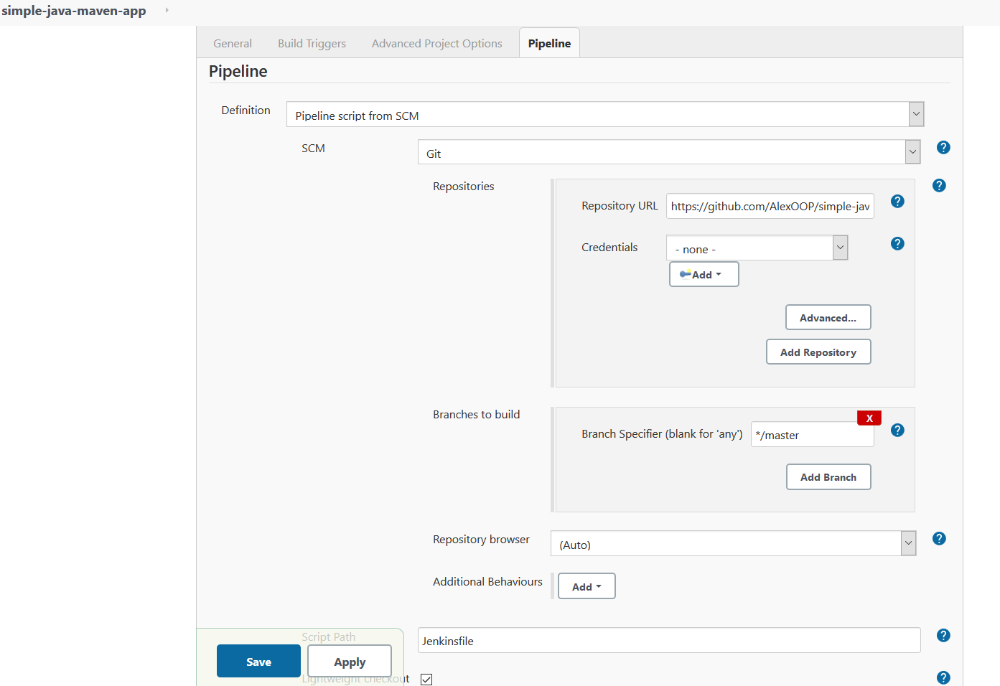 simple-java-maven-app
General Build Triggers Advanced Project Options Pipeline
Pipeline
Definition Pipeline script from SCM
SCM Git ?
Repositories ?
Repository URL https://github.com/AlexOOP/simple-jav ?
Credentials - none - ?
Add
Advanced...
Add Repository
Branches to build
X
Branch Specifier (blank for 'any') */master ?
Add Branch
Repository browser (Auto) ?
Additional Behaviours Add
Script Path Jenkinsfile ?
Save Apply
Lightweight checkout ?